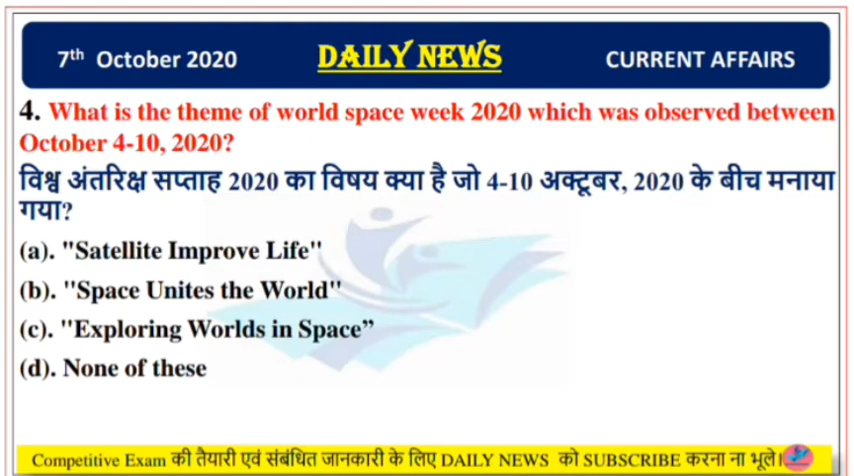 7th October 2020 DAILY NEWS CURRENT AFFAIRS
4. What is the theme of world space week 2020 which was observed between
October 4-10, 2020?
विश्व अंतरिक्ष सप्ताह 2020 का विषय क्या है जो 4-10 अक्टूबर, 2020 के बीच मनाया
गया?
(a). "Satellite Improve Life"
(b). "Space Unites the World"
(c). "Exploring Worlds in Space”
(d). None of these
Competitive Exam की तैयारी एवं संबंधित जानकारी के लिए DAILY NEWS को SUBSCRIBE करना ना भूले।